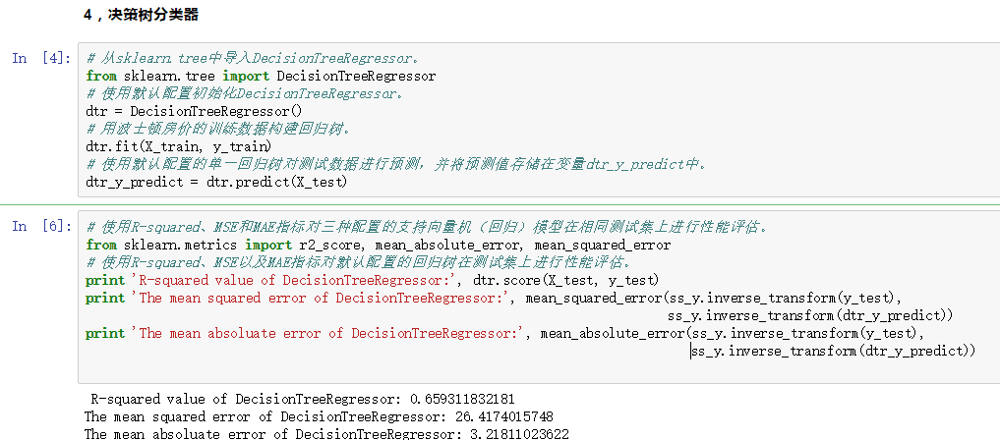 4，决策树分类器
In [4]: # 从sklearn.tree中导入DecisionTreeRegressor。
from sklearn.tree import DecisionTreeRegressor
# 使用默认配置初始化DecisionTreeRegressor。
dtr = DecisionTreeRegressor()
# 用波士顿房价的训练数据构建回归树。
dtr.fit(X_train, y_train)
# 使用默认配置的单一回归树对测试数据进行预测，并将预测值存储在变量dtr_y_predict中。
dtr_y_predict = dtr.predict(X_test)
In [6]: # 使用R-squared、MSE和MAE指标对三种配置的支持向量机（回归）模型在相同测试集上进行性能评估。
from sklearn.metrics import r2_score, mean_absolute_error, mean_squared_error
# 使用R-squared、MSE以及MAE指标对默认配置的回归树在测试集上进行性能评估。
print 'R-squared value of DecisionTreeRegressor:', dtr.score(X_test, y_test)
print 'The mean squared error of DecisionTreeRegressor:', mean_squared_error(ss_y.inverse_transform(y_test),
ss_y.inverse_transform(dtr_y_predict))
print 'The mean absoluate error of DecisionTreeRegressor:', mean_absolute_error(ss_y.inverse_transform(y_test),
ss_y.inverse_transform(dtr_y_predict))
R-squared value of DecisionTreeRegressor: 0.659311832181
The mean squared error of DecisionTreeRegressor: 26.4174015748
The mean absoluate error of DecisionTreeRegressor: 3.21811023622